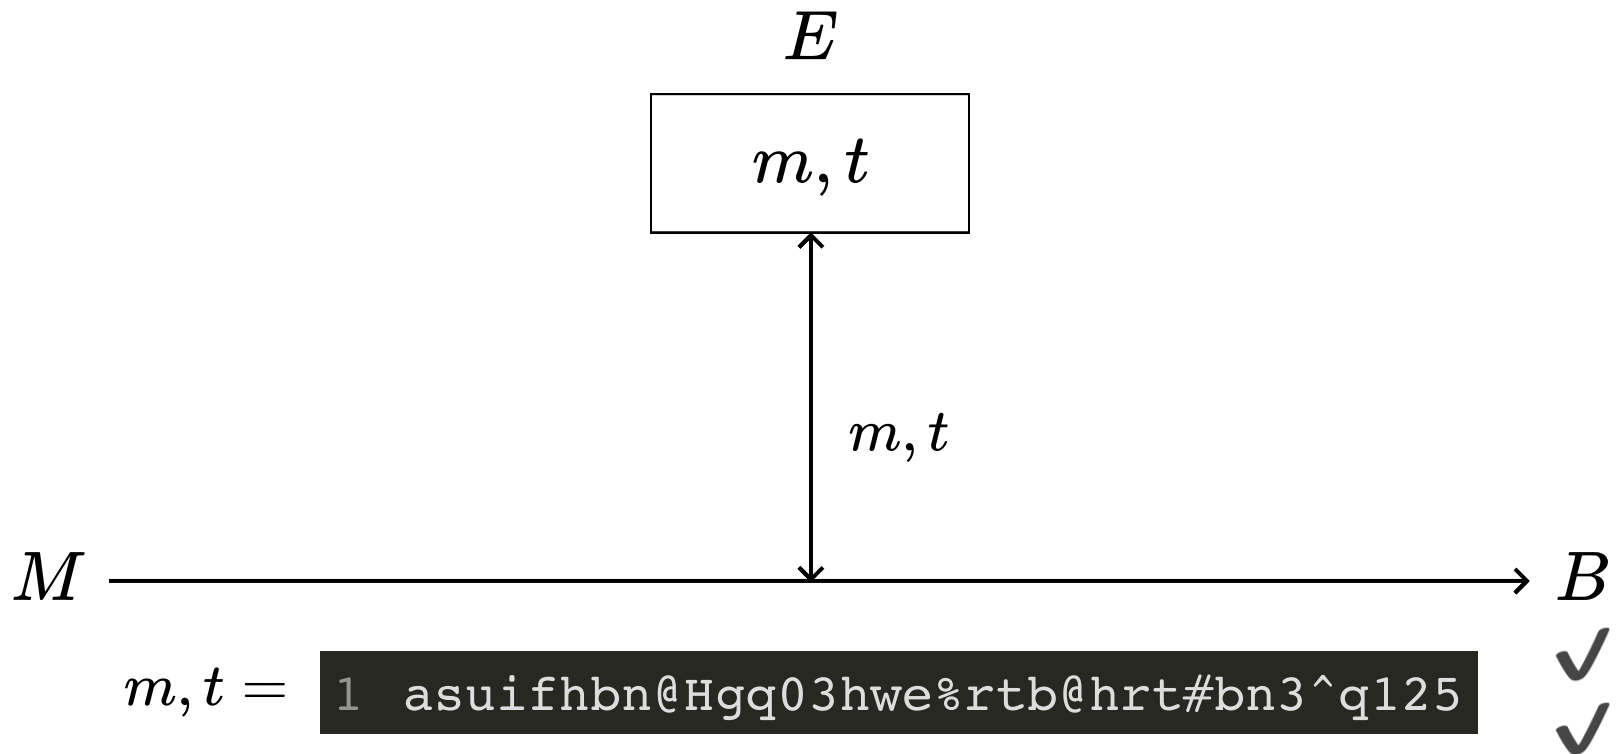 E
m, t
m, t
M
B
m, t = 1 asuifhbn@Hgq03hwe%rtb@hrt#bn3^q125